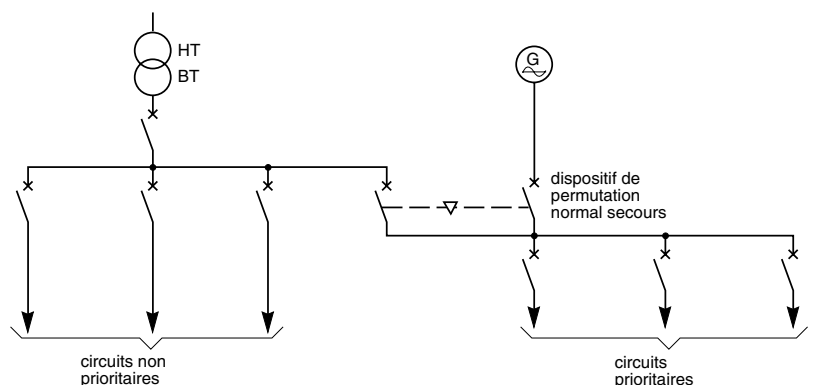 HT
BT
G
dispositif de
permutation
normal secours
circuits non
prioritaires
circuits
prioritaires